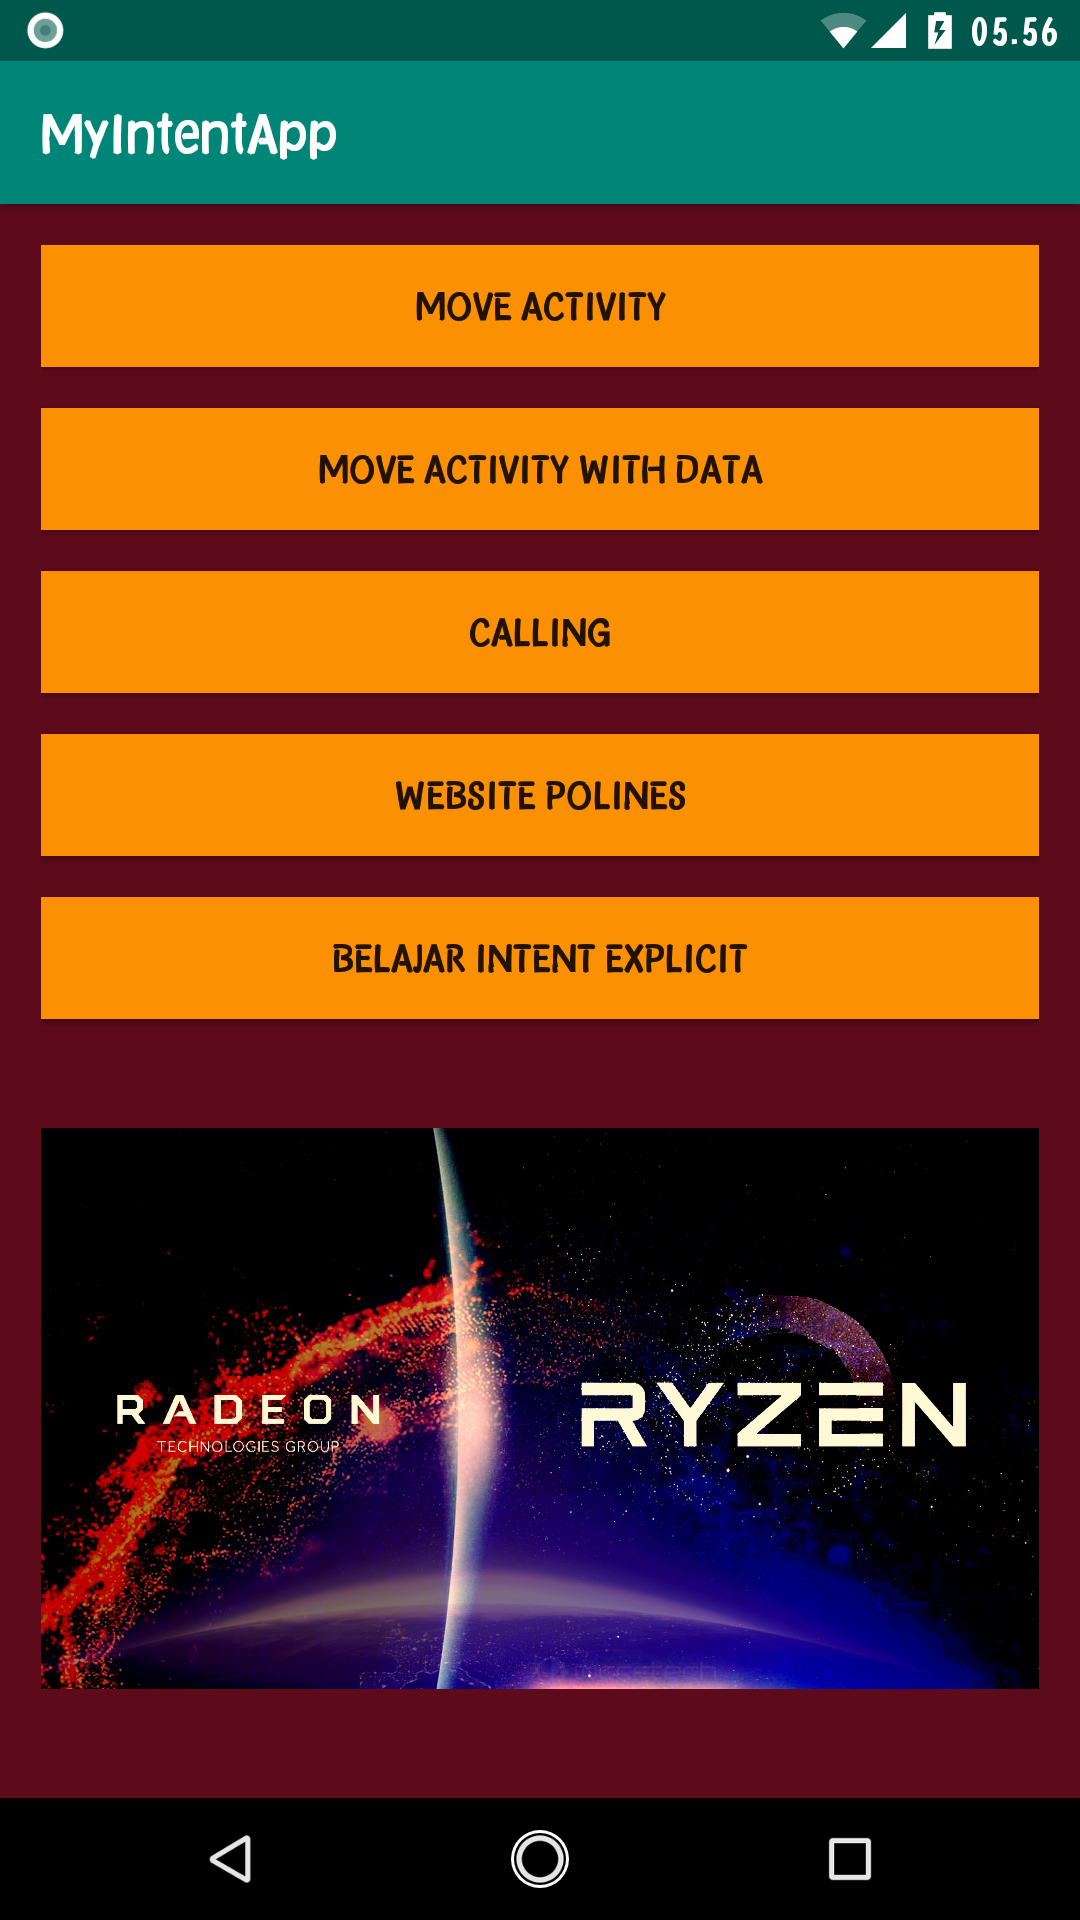 05.56
MyIntentApp
MOVE ACTIVITY
MOVE ACTIVITY WITH DATA
CALLING
WEBSITE POLINES
BELAJAR INTENT EXPLICIT
RADEON
RYZEN
TECHNOLOGIES GROUP